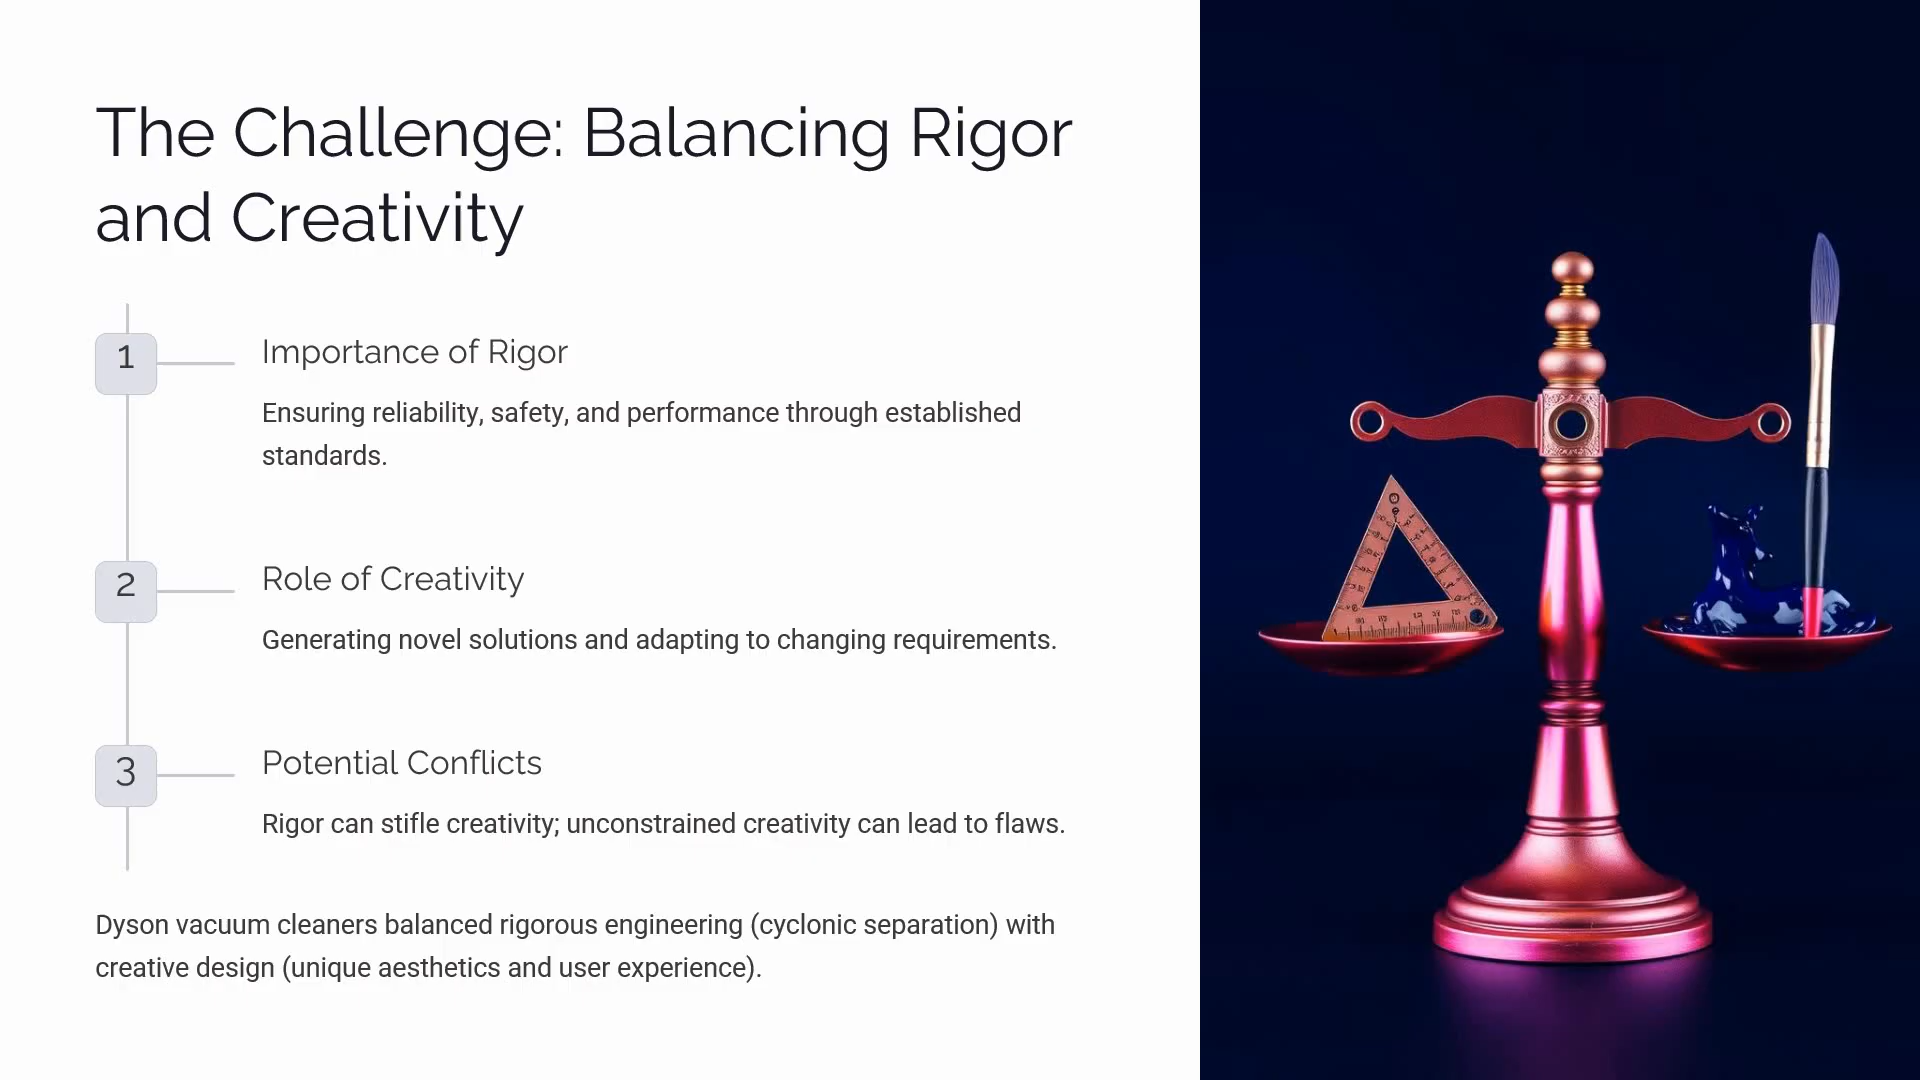 The Challenge: Balancing Rigor
and Creativity
1
Importance of Rigor
Ensuring reliability, safety, and performance through established
standards.
2
Role of Creativity
Generating novel solutions and adapting to changing requirements.
3
Potential Conflicts
Rigor can stifle creativity; unconstrained creativity can lead to flaws.
Dyson vacuum cleaners balanced rigorous engineering (cyclonic separation) with
creative design (unique aesthetics and user experience).